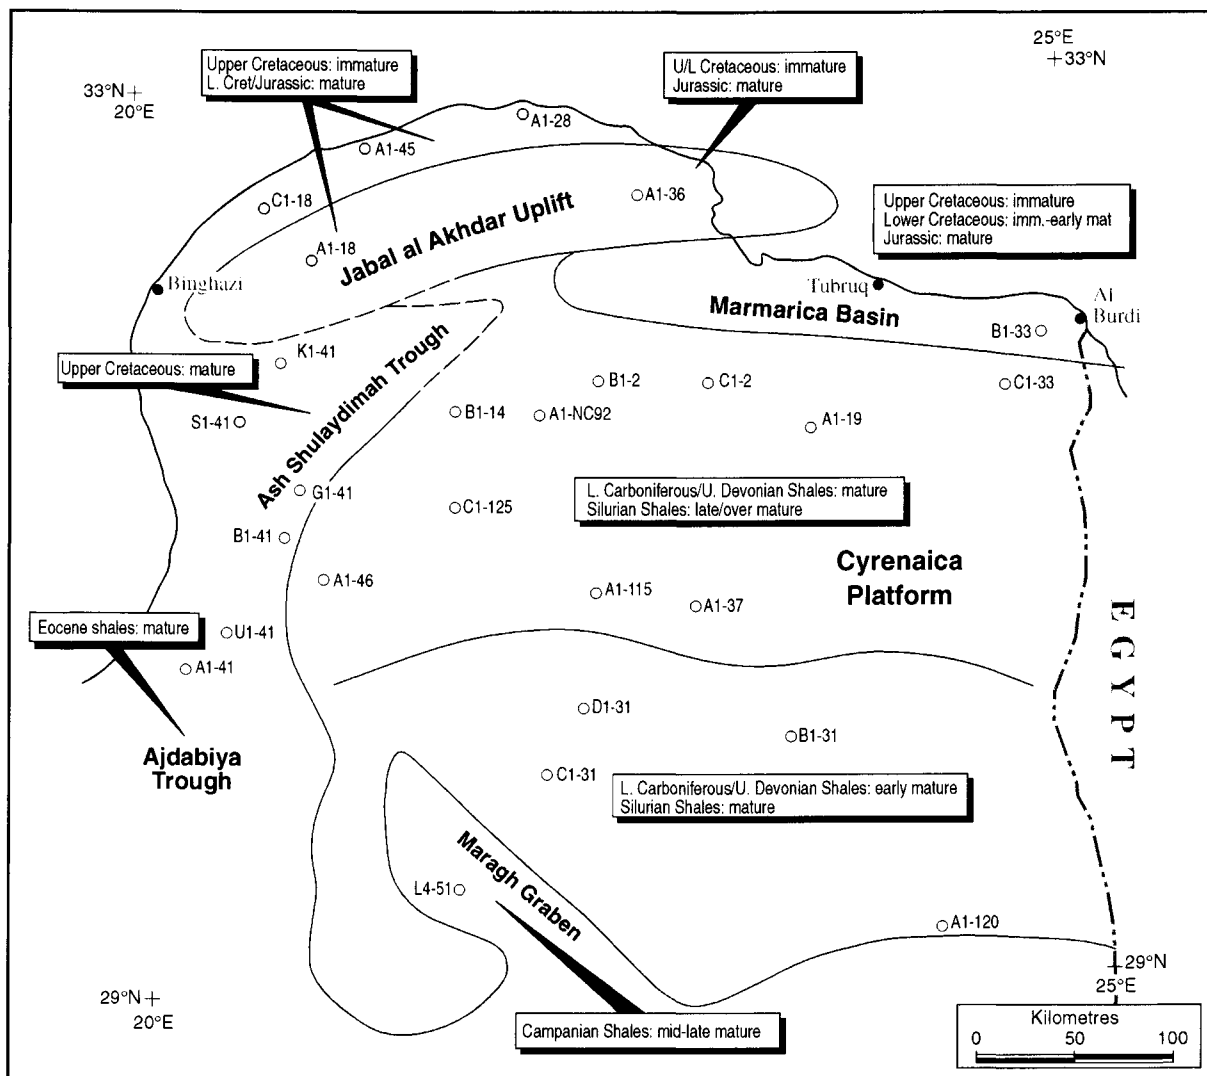 25°E
+33°N
33°N+
20°E
Upper Cretaceous: immature
L. Cret/Jurassic: mature
U/L Cretaceous: immature
Jurassic: mature
A1-28
A1-45
C1-18
A1-36
Upper Cretaceous: immature
Lower Cretaceous: imm.-early mat
Jurassic: mature
A1-18
Jabal al Akhdar Uplift
Binghazi
Tubruq
Al
Burdi
Marmarica Basin
B1-33
K1-41
Upper Cretaceous: mature
Ash Shulaydimah Trough
B1-2
C1-2
C1-33
S1-41
B1-14
A1-NC92
A1-19
G1-41
C1-125
L. Carboniferous/U. Devonian Shales: mature
Silurian Shales: late/over mature
B1-41
A1-46
A1-115
A1-37
Cyrenaica
Platform
EGYPT
Eocene shales: mature
U1-41
A1-41
Ajdabiya
Trough
D1-31
B1-31
C1-31
L. Carboniferous/U. Devonian Shales: early mature
Silurian Shales: mature
Maragh Graben
L4-51
A1-120
+29°N
25°E
29°N+
20°E
Campanian Shales: mid-late mature
Kilometres
0 50 100